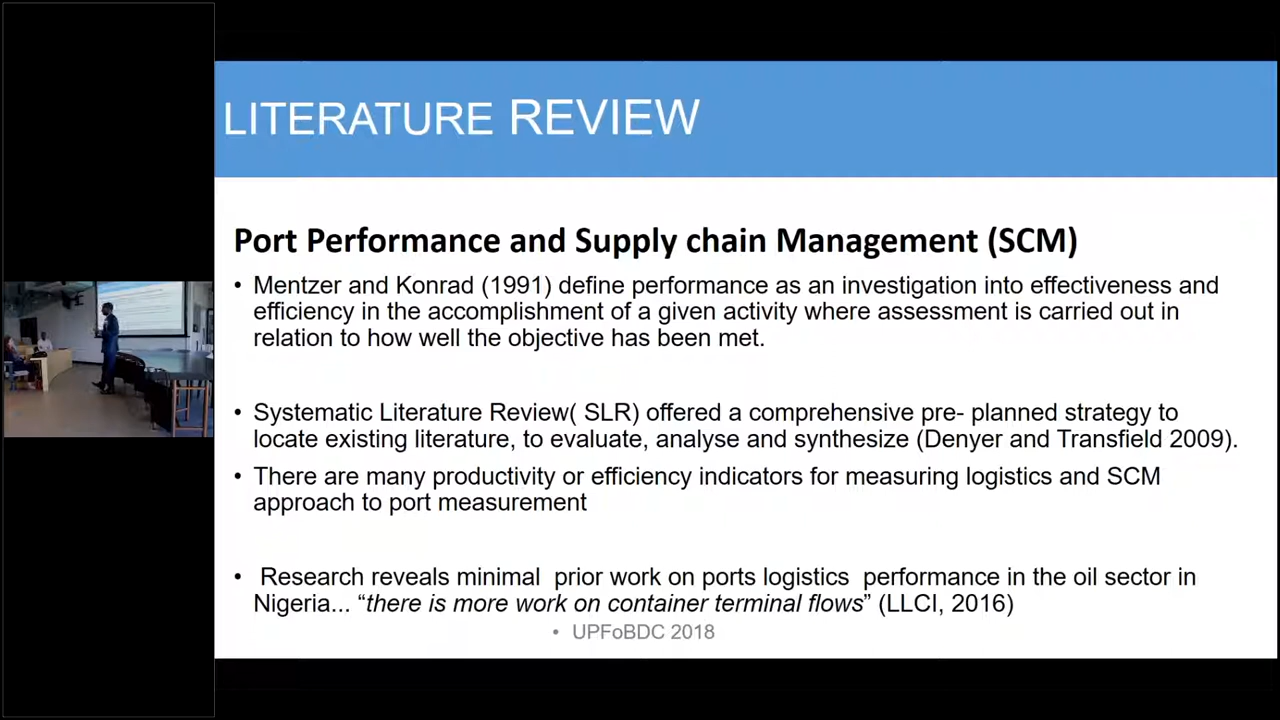 LITERATURE REVIEW
Port Performance and Supply chain Management (SCM)
• Mentzer and Konrad (1991) define performance as an investigation into effectiveness and
efficiency in the accomplishment of a given activity where assessment is carried out in
relation to how well the objective has been met.
• Systematic Literature Review( SLR) offered a comprehensive pre- planned strategy to
locate existing literature, to evaluate, analyse and synthesize (Denyer and Transfield 2009).
• There are many productivity or efficiency indicators for measuring logistics and SCM
approach to port measurement
• Research reveals minimal prior work on ports logistics performance in the oil sector in
Nigeria... “there is more work on container terminal flows” (LLCI, 2016)
• UPFoBDC 2018